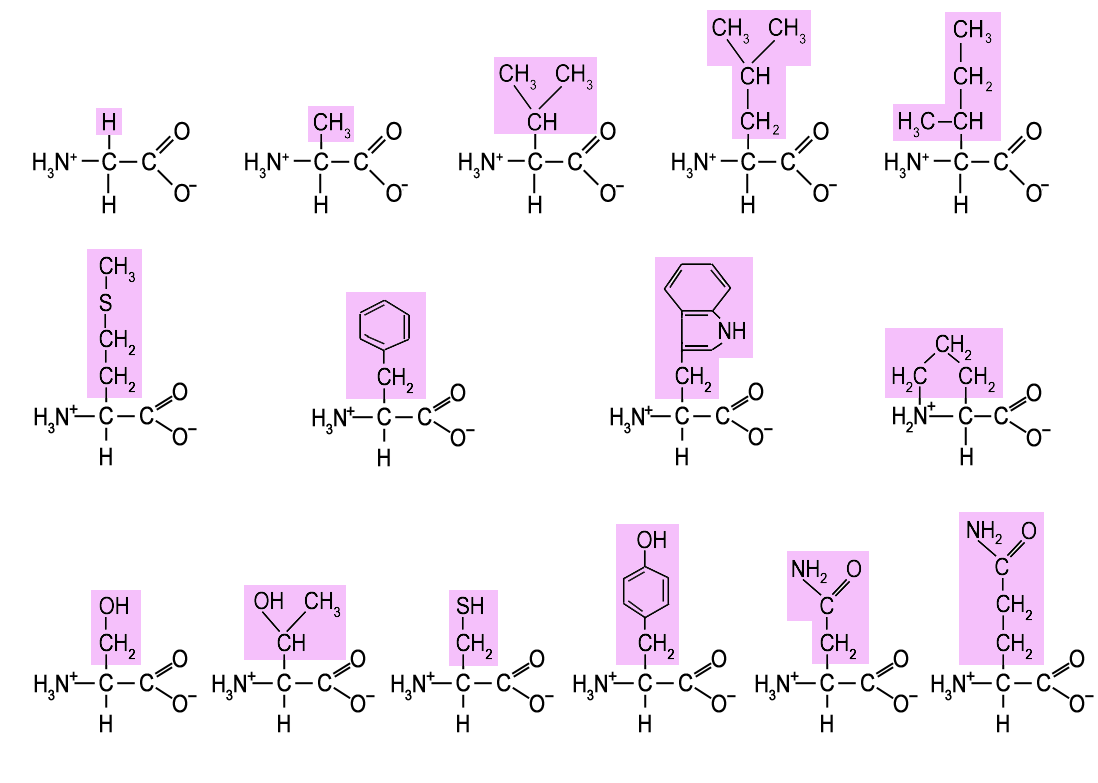 CH₃ CH₃ CH₃
CH₃ CH₃ CH CH₂
H CH₃ CH CH₂ H₃C–CH
H₃N⁺ C C O O⁻ H₃N⁺ C C O O⁻ H₃N⁺ C C O O⁻ H₃N⁺ C C O O⁻ H₃N⁺ C C O O⁻
H H H H H
CH₃
S
CH₂ NH CH₂
CH₂ CH₂ CH₂ H₂C CH₂
H₃N⁺ C C O O⁻ H₃N⁺ C C O O⁻ H₃N⁺ C C O O⁻ H₂N⁺ C C O O⁻
H H H H
NH₂ O
OH C
NH₂ O
OH OH CH₃ SH C CH₂
CH₂ CH CH₂ CH₂ CH₂ CH₂
H₃N⁺ C C O O⁻ H₃N⁺ C C O O⁻ H₃N⁺ C C O O⁻ H₃N⁺ C C O O⁻ H₃N⁺ C C O O⁻ H₃N⁺ C C O O⁻
H H H H H H